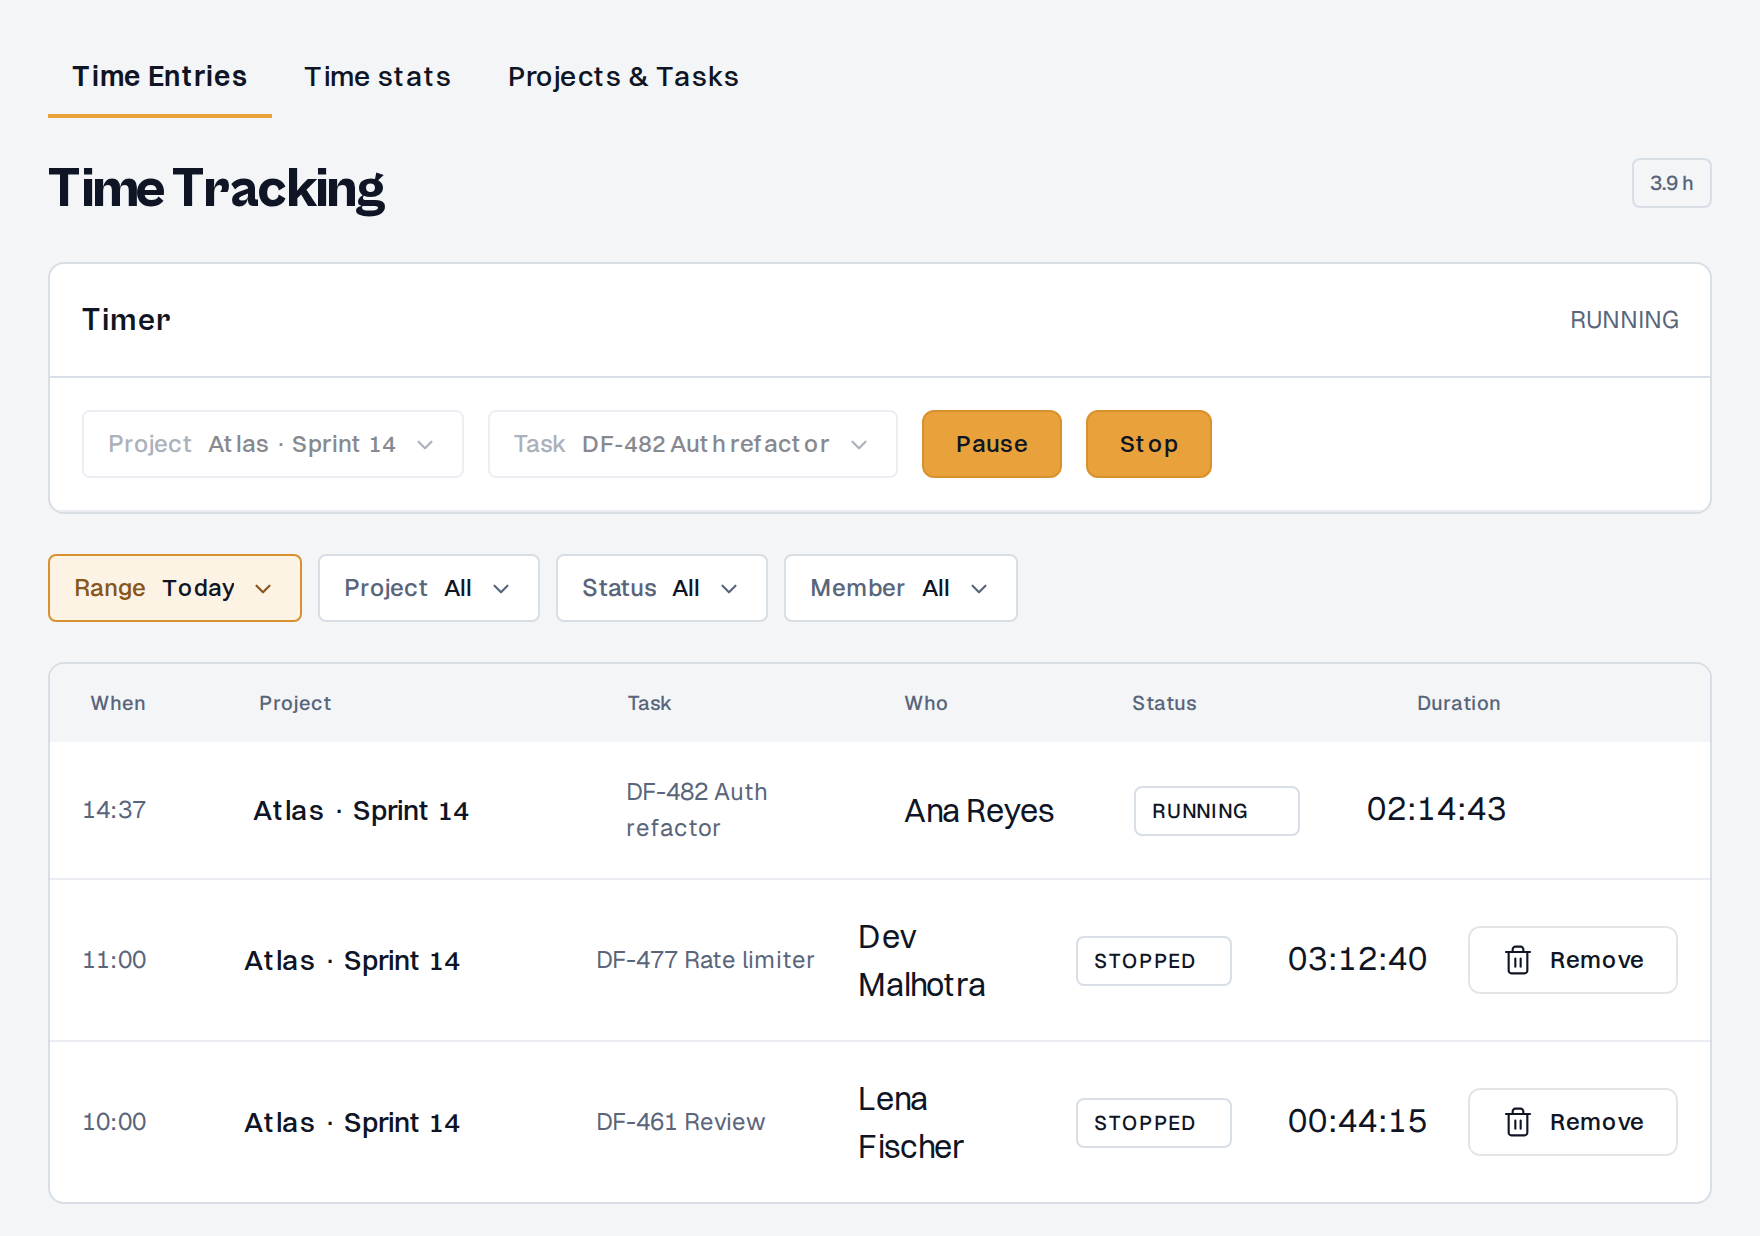 Time Entries Time stats Projects & Tasks
Time Tracking 3.9 h
Timer RUNNING
Project Atlas · Sprint 14 Task DF-482 Auth refactor Pause Stop
Range Today Project All Status All Member All
When Project Task Who Status Duration
14:37 Atlas · Sprint 14 DF-482 Auth refactor Ana Reyes RUNNING 02:14:43
11:00 Atlas · Sprint 14 DF-477 Rate limiter Dev Malhotra STOPPED 03:12:40 Remove
10:00 Atlas · Sprint 14 DF-461 Review Lena Fischer STOPPED 00:44:15 Remove